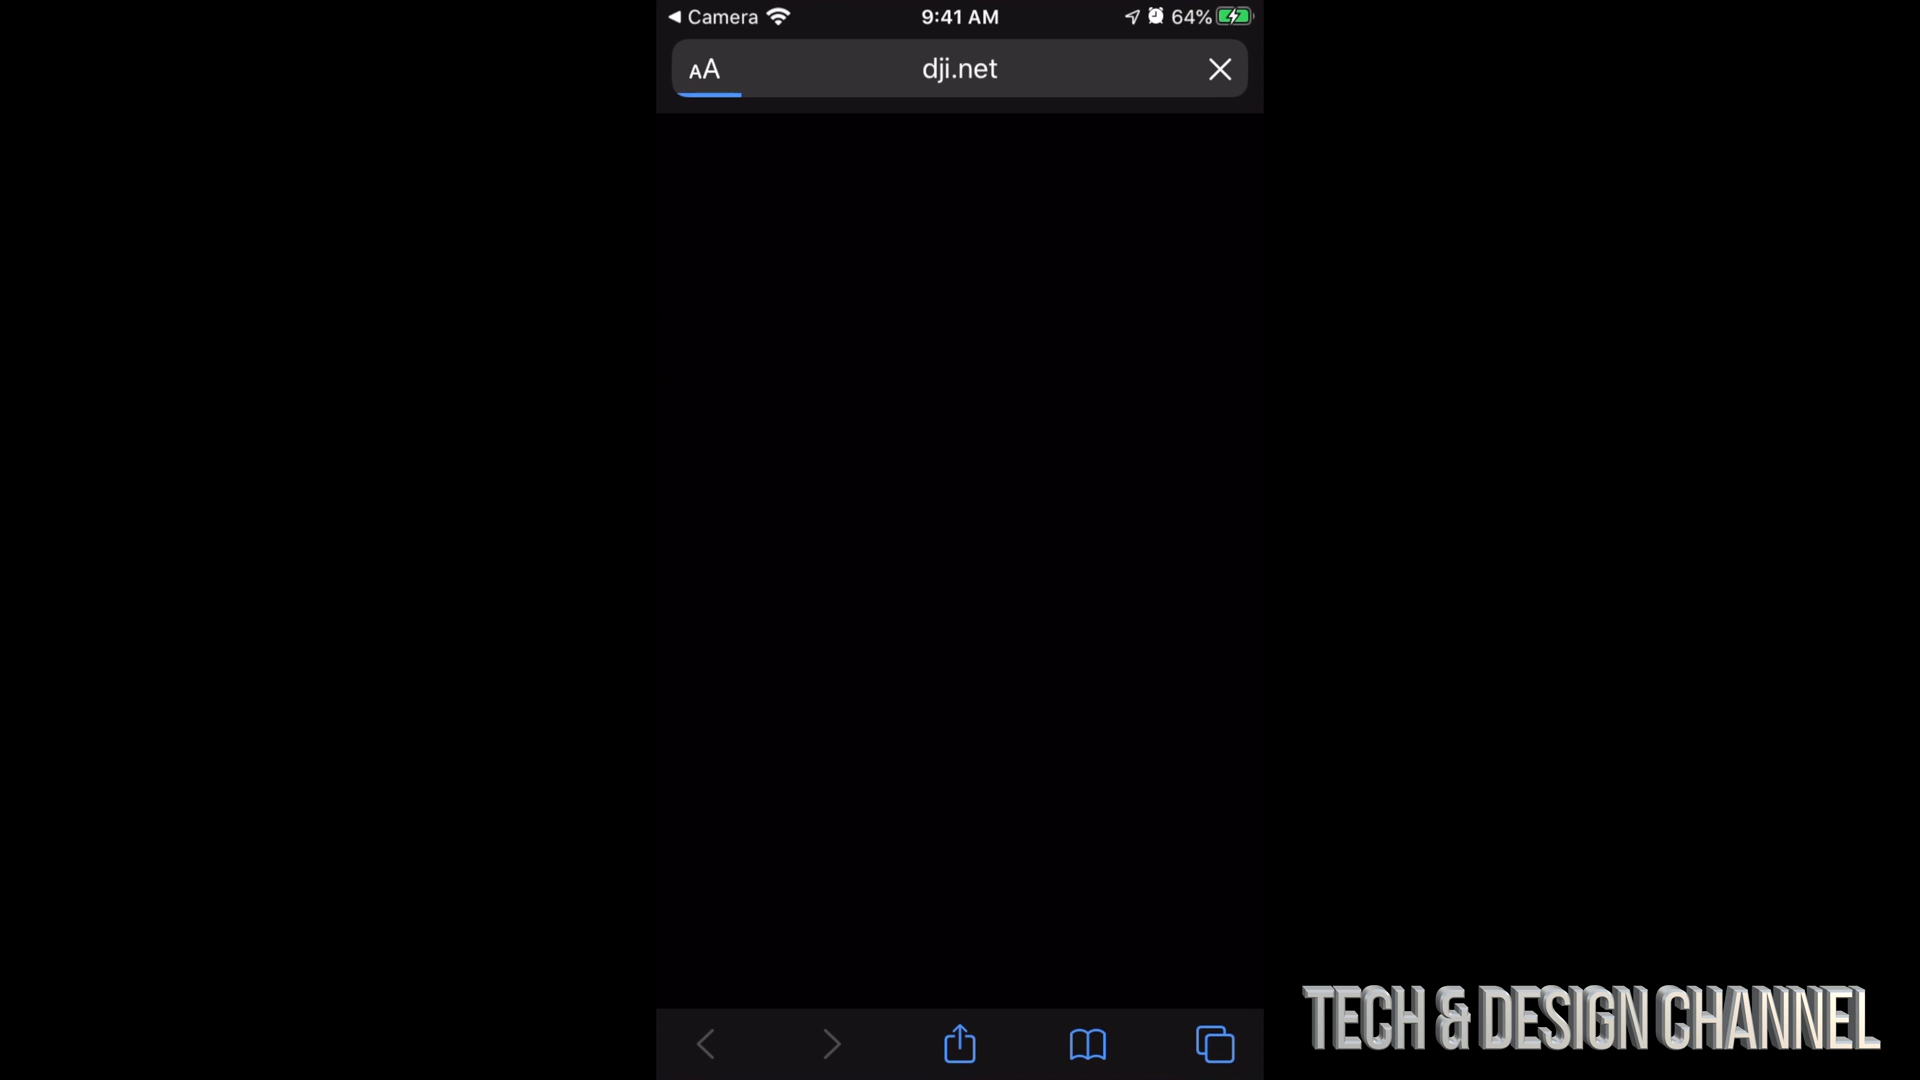 Camera
9:41 AM
64%
AA
dji.net
TECH & DESIGN CHANNEL